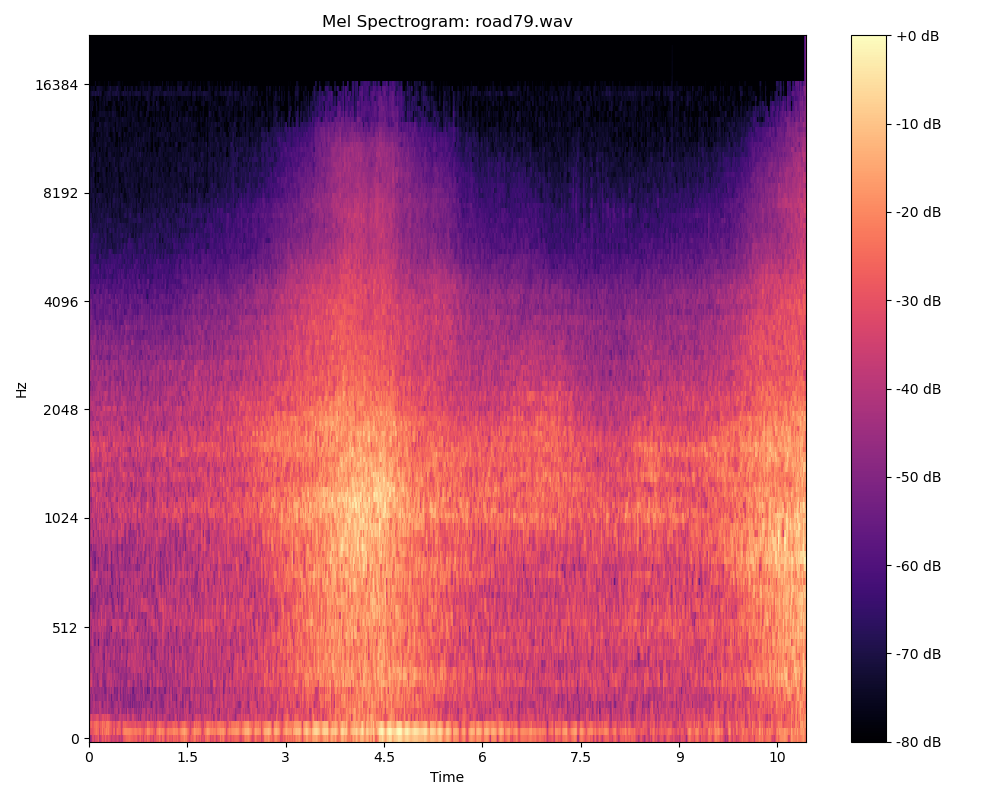 Mel Spectrogram: road79.wav
+0 dB
16384
-10 dB
8192
-20 dB
4096
-30 dB
Hz
2048
-40 dB
1024
-50 dB
512
-60 dB
-70 dB
0
-80 dB
0 1.5 3 4.5 6 7.5 9 10
Time